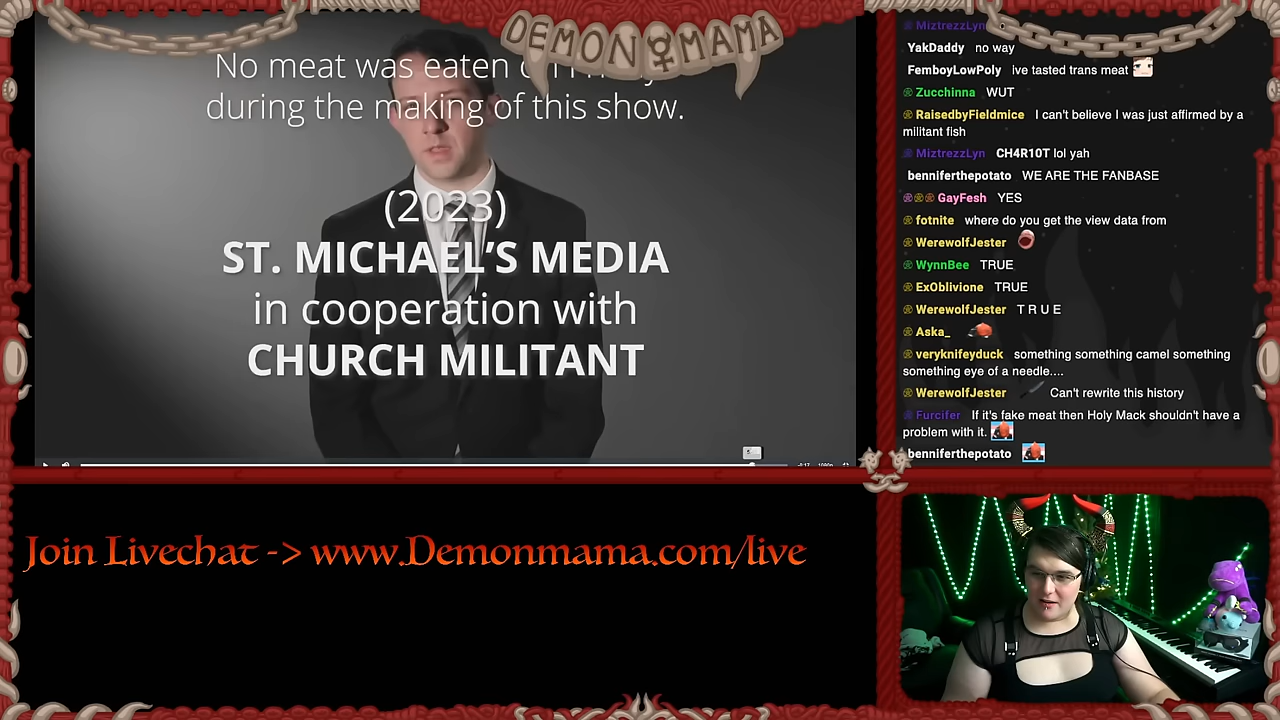 DEMON MAMA
No meat was eaten
during the making of this show.
(2023)
ST. MICHAEL'S MEDIA
in cooperation with
CHURCH MILITANT
1080p
MiztrezzLyn
YakDaddy no way
FemboyLowPoly ive tasted trans meat
Zucchinna WUT
RaisedbyFieldmice I can't believe I was just affirmed by a
militant fish
MiztrezzLyn CH4R10T lol yah
benniferthepotato WE ARE THE FANBASE
GayFesh YES
fotnite where do you get the view data from
WerewolfJester
WynnBee TRUE
ExOblivione TRUE
WerewolfJester T R U E
Aska_
veryknifeyduck something something camel something
something eye of a needle....
WerewolfJester Can't rewrite this history
Furcifer If it's fake meat then Holy Mack shouldn't have a
problem with it.
benniferthepotato
Join Livechat -> www.Demonmama.com/live